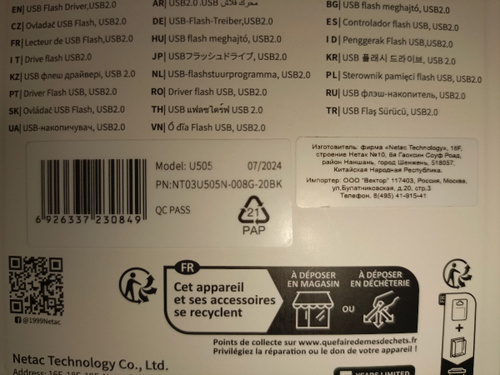 EN| USB Flash Driver,USB2.0
AR| USB2.0 ،USB محرك فلاش
BG| USB flash meghajtó, USB2.0
CZ| Ovladač USB Flash, USB2.0
DE| USB-Flash-Treiber,USB2.0
ES| Controlador flash USB, USB2.0
FR| Lecteur de USB Flash,USB2.0
HU| USB flash meghajtó, USB2.0
ID| Penggerak Flash USB, USB2.0
IT| Drive flash USB, USB2.0
JP| USBフラッシュドライブ, USB2.0
KR| USB 플래시 드라이브, USB 2.0
KZ| USB флеш драйвері, USB 2.0
NL| USB-flashstuurprogramma, USB2.0
PL| Sterownik pamięci flash USB, USB2.0
PT| Driver USB Flash, USB2.0
RO| Driver flash USB, USB2.0
RU| USB флэш-накопитель, USB2.0
SK| Ovládač USB Flash, USB2.0
TH| USB แฟลชไดร์ฟ USB 2.0
TR| USB Flaş Sürücü, USB2.0
UA| USB-накопичувач, USB2.0
VN| Ổ đĩa Flash USB, USB 2.0
Model: U505 07/2024
PN:NT03U505N-008G-20BK
QC PASS
21
PAP
6 926337 230849
Изготовитель: фирма «Netac Technology», 16F,
строение Нетак №10, 6я Гаоксин Соуф Роад,
район Наншань, город Шенжень, 518057,
Китайская Народная Республика.
Импортер: ООО "Вектор" 117403, Россия, Москва,
ул.Булатниковская, д.20, стр.3
Телефон. 8(495) 41-915-41
@1999Netac
FR
Cet appareil
et ses accessoires
se recyclent
À DÉPOSER
EN MAGASIN
OU
À DÉPOSER
EN DÉCHÈTERIE
Points de collecte sur www.quefairedemesdechets.fr
Privilégiez la réparation ou le don de votre appareil !
Netac Technology Co., Ltd.
YEARS LIMITED